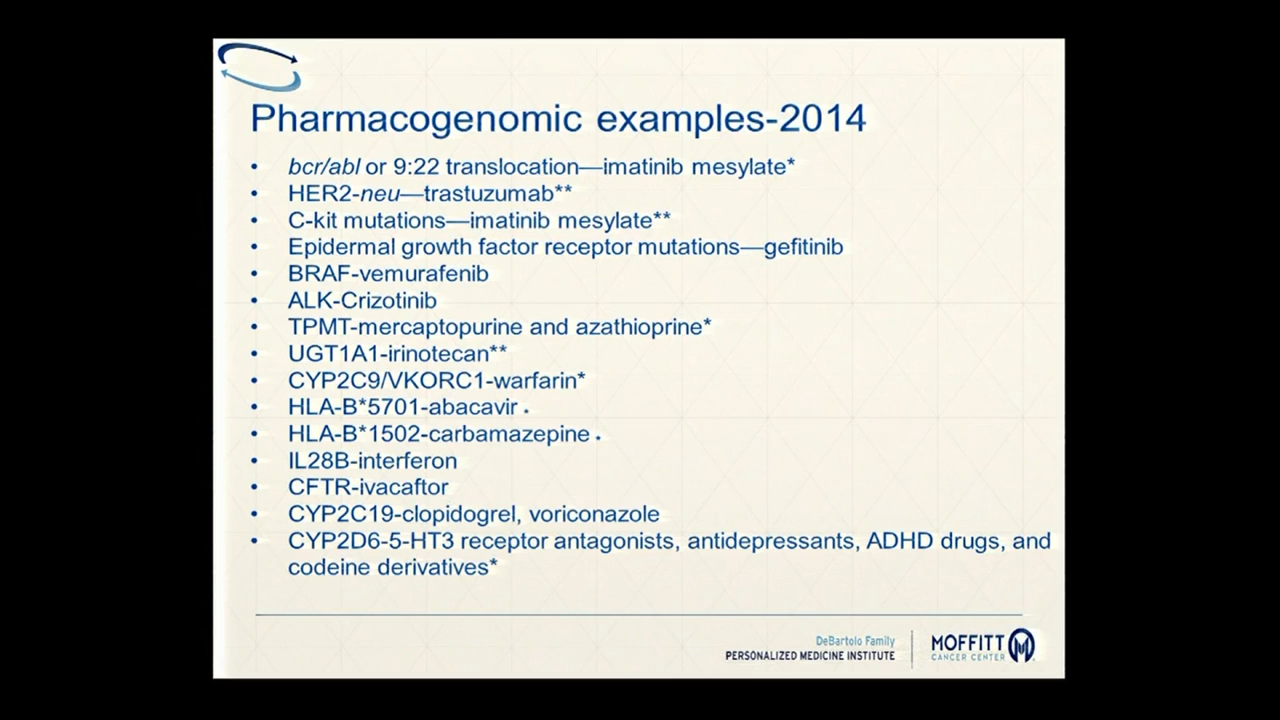 Pharmacogenomic examples-2014
• bcr/abl or 9:22 translocation—imatinib mesylate*
• HER2-neu—trastuzumab**
• C-kit mutations—imatinib mesylate**
• Epidermal growth factor receptor mutations—gefitinib
• BRAF-vemurafenib
• ALK-Crizotinib
• TPMT-mercaptopurine and azathioprine*
• UGT1A1-irinotecan**
• CYP2C9/VKORC1-warfarin*
• HLA-B*5701-abacavir *
• HLA-B*1502-carbamazepine *
• IL28B-interferon
• CFTR-ivacaftor
• CYP2C19-clopidogrel, voriconazole
• CYP2D6-5-HT3 receptor antagonists, antidepressants, ADHD drugs, and
codeine derivatives*
DeBartolo Family
PERSONALIZED MEDICINE INSTITUTE
MOFFITT
CANCER CENTER